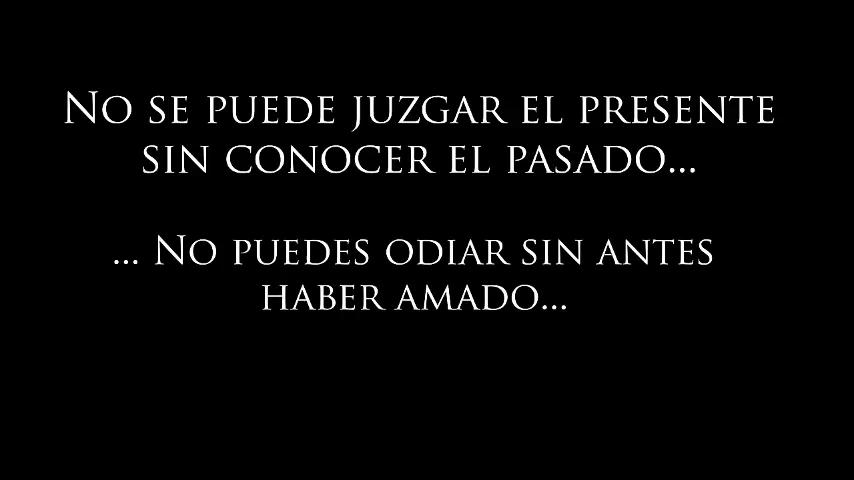 No se puede juzgar el presente
sin conocer el pasado...
... No puedes odiar sin antes
haber amado...